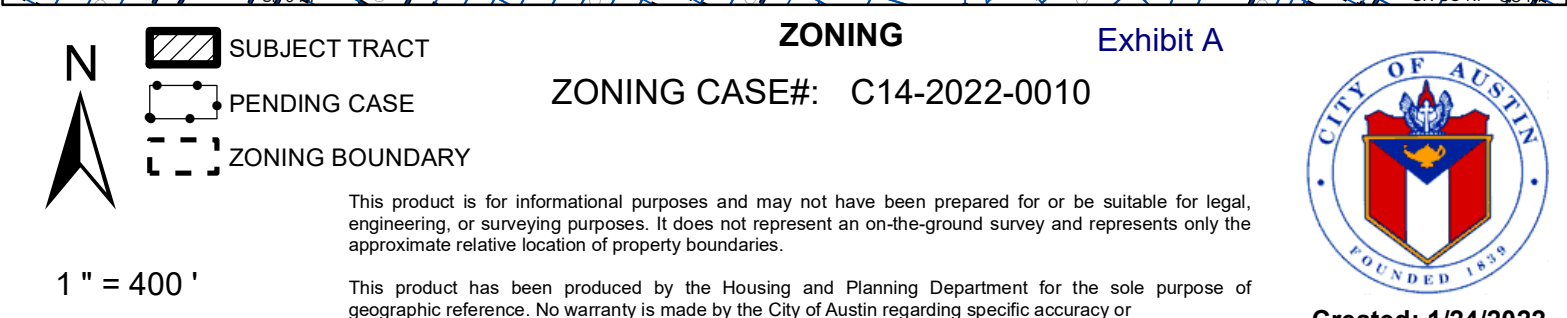 ZONING
Exhibit A
ZONING CASE#: C14-2022-0010
N
SUBJECT TRACT
PENDING CASE
ZONING BOUNDARY
1 " = 400 '
This product is for informational purposes and may not have been prepared for or be suitable for legal,
engineering, or surveying purposes. It does not represent an on-the-ground survey and represents only the
approximate relative location of property boundaries.
This product has been produced by the Housing and Planning Department for the sole purpose of
geographic reference. No warranty is made by the City of Austin regarding specific accuracy or
CITY OF AUSTIN
FOUNDED 1839
Created: 1/24/2022